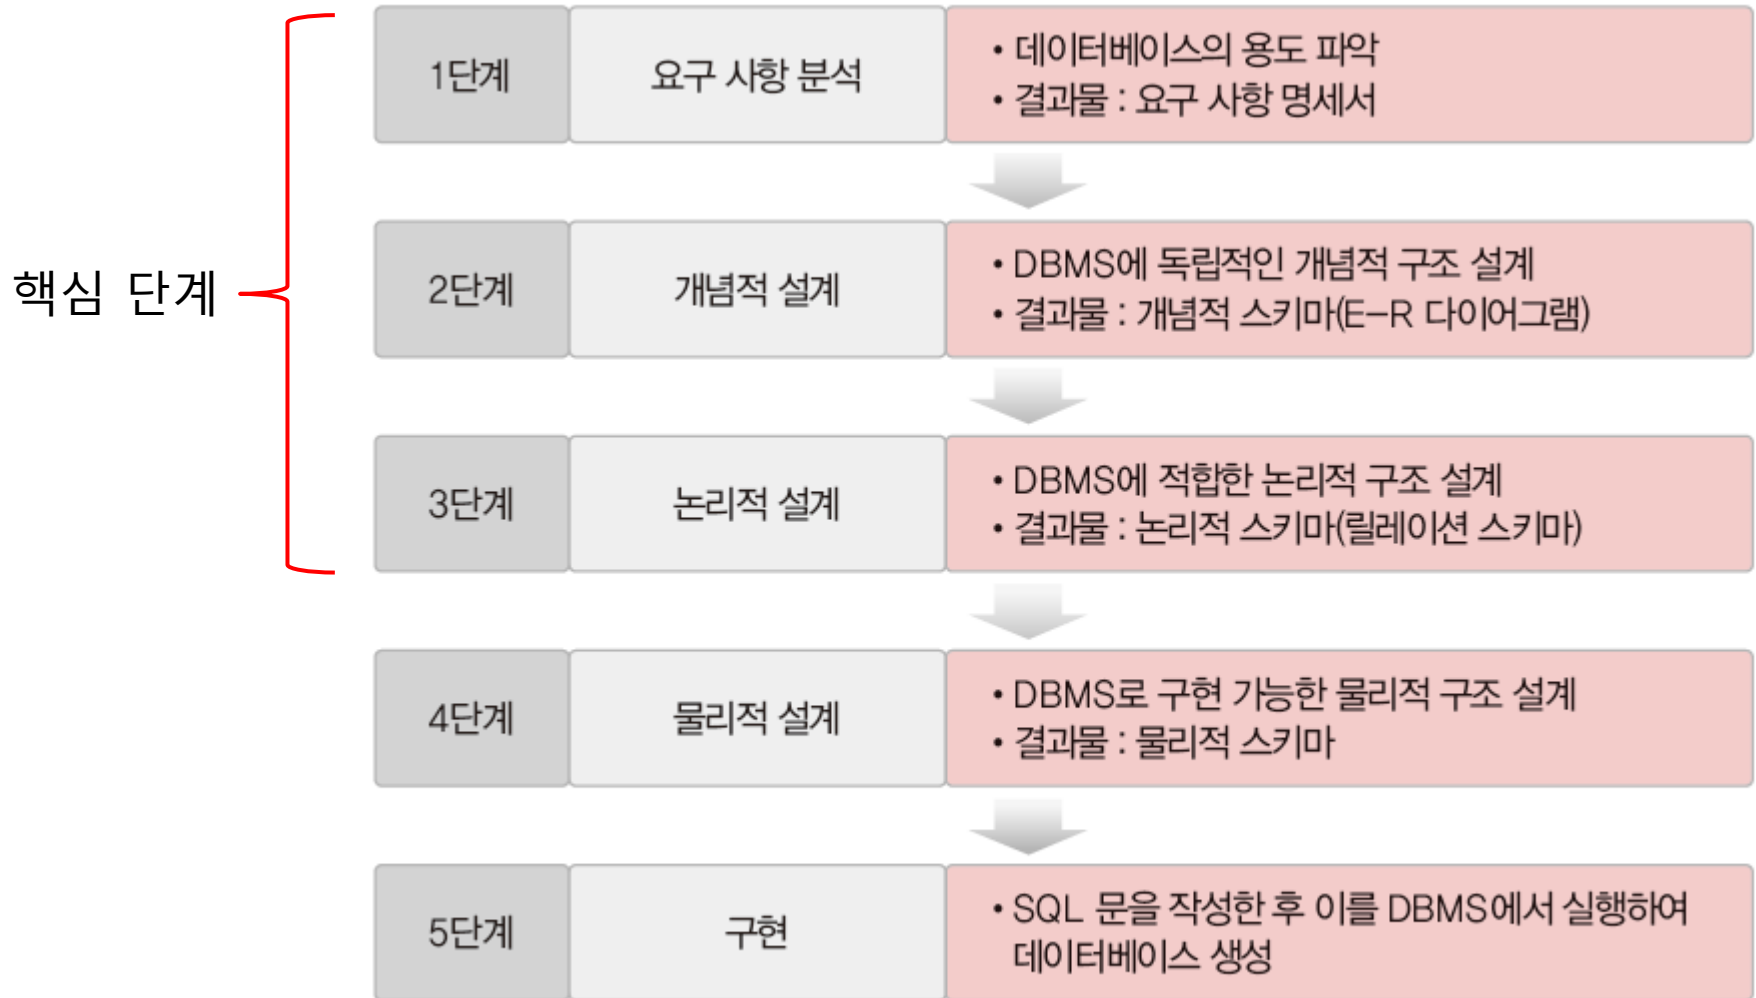 핵심 단계
1단계
요구 사항 분석
• 데이터베이스의 용도 파악
• 결과물 : 요구 사항 명세서
2단계
개념적 설계
• DBMS에 독립적인 개념적 구조 설계
• 결과물 : 개념적 스키마(E-R 다이어그램)
3단계
논리적 설계
• DBMS에 적합한 논리적 구조 설계
• 결과물 : 논리적 스키마(릴레이션 스키마)
4단계
물리적 설계
• DBMS로 구현 가능한 물리적 구조 설계
• 결과물 : 물리적 스키마
5단계
구현
• SQL 문을 작성한 후 이를 DBMS에서 실행하여
데이터베이스 생성